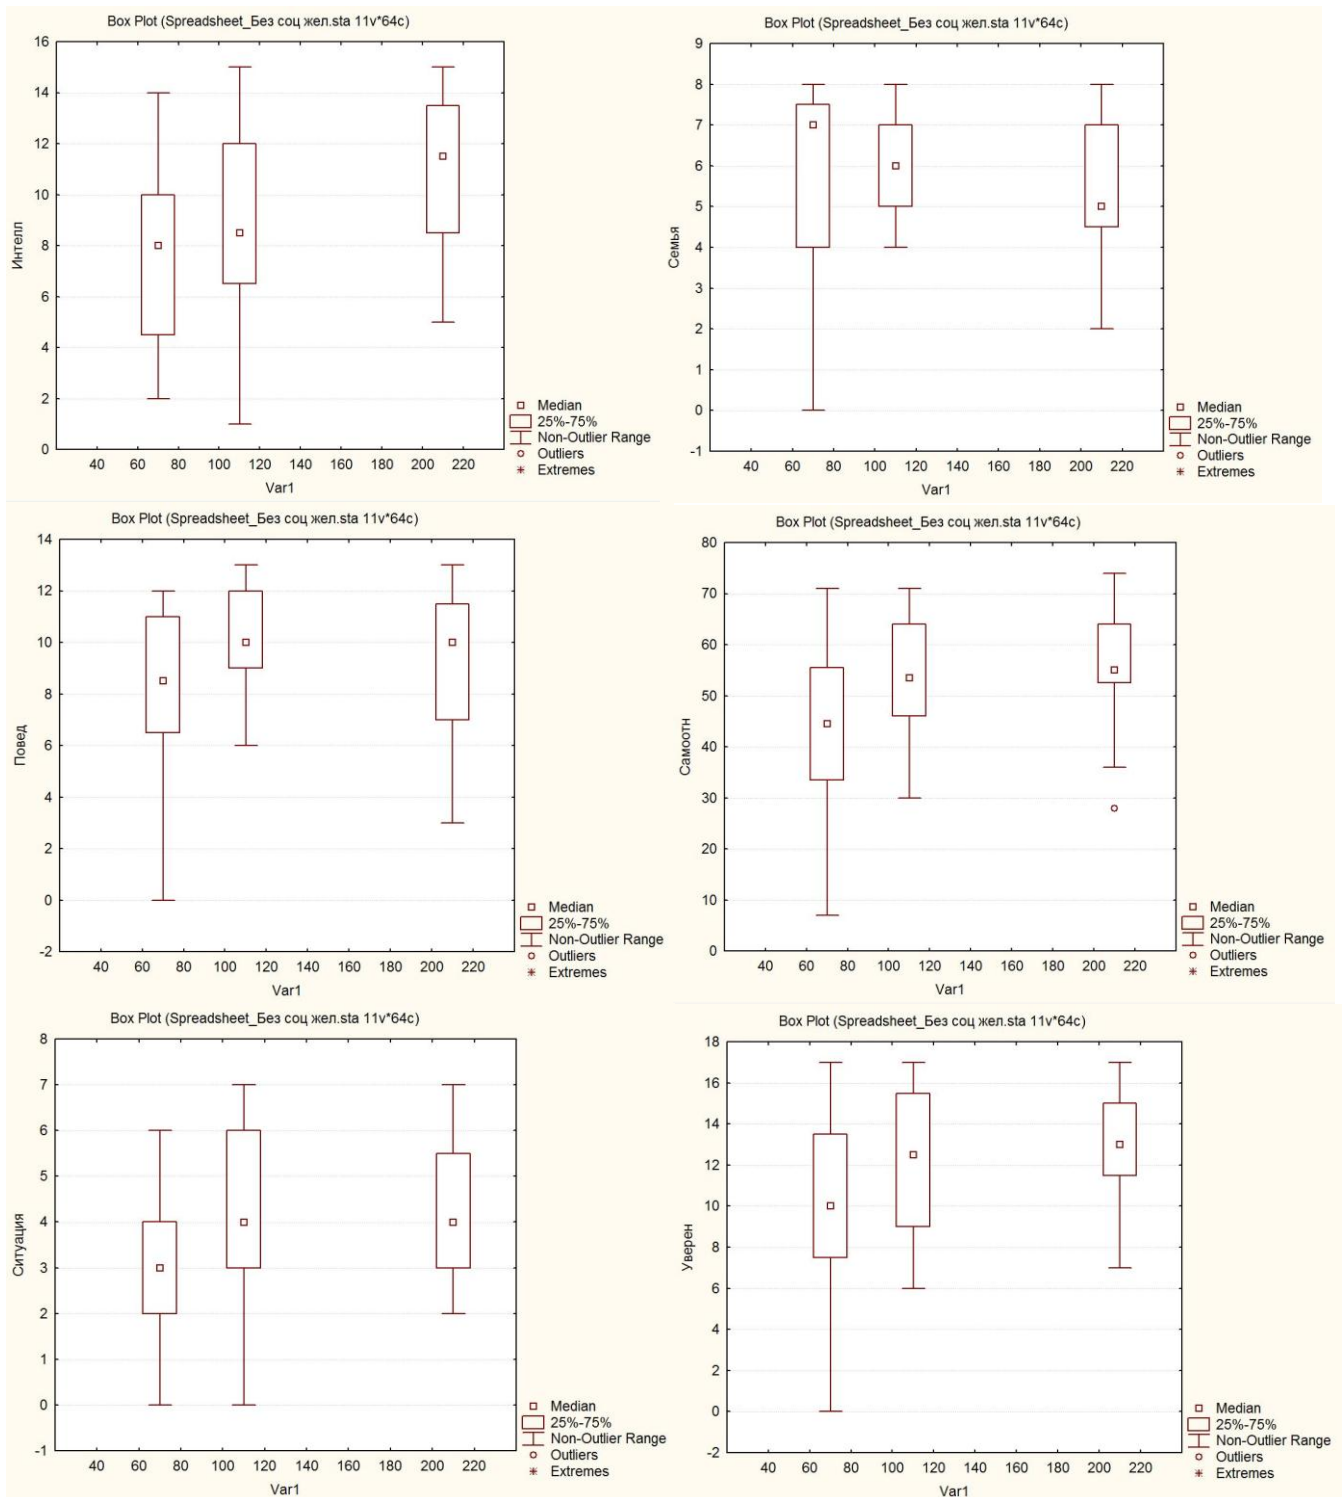 Box Plot (Spreadsheet_Без соц жел.sta 11v*64c)
16
14
12
10
8
6
4
2
0
Интелл
40 60 80 100 120 140 160 180 200 220
Var1
Median
25%-75%
Non-Outlier Range
Outliers
Extremes
Box Plot (Spreadsheet_Без соц жел.sta 11v*64c)
9
8
7
6
5
4
3
2
1
0
-1
Семья
40 60 80 100 120 140 160 180 200 220
Var1
Median
25%-75%
Non-Outlier Range
Outliers
Extremes
Box Plot (Spreadsheet_Без соц жел.sta 11v*64c)
14
12
10
8
6
4
2
0
-2
Повед
40 60 80 100 120 140 160 180 200 220
Var1
Median
25%-75%
Non-Outlier Range
Outliers
Extremes
Box Plot (Spreadsheet_Без соц жел.sta 11v*64c)
80
70
60
50
40
30
20
10
0
Самоотн
40 60 80 100 120 140 160 180 200 220
Var1
Median
25%-75%
Non-Outlier Range
Outliers
Extremes
Box Plot (Spreadsheet_Без соц жел.sta 11v*64c)
8
7
6
5
4
3
2
1
0
-1
Ситуация
40 60 80 100 120 140 160 180 200 220
Var1
Median
25%-75%
Non-Outlier Range
Outliers
Extremes
Box Plot (Spreadsheet_Без соц жел.sta 11v*64c)
18
16
14
12
10
8
6
4
2
0
-2
Уверен
40 60 80 100 120 140 160 180 200 220
Var1
Median
25%-75%
Non-Outlier Range
Outliers
Extremes